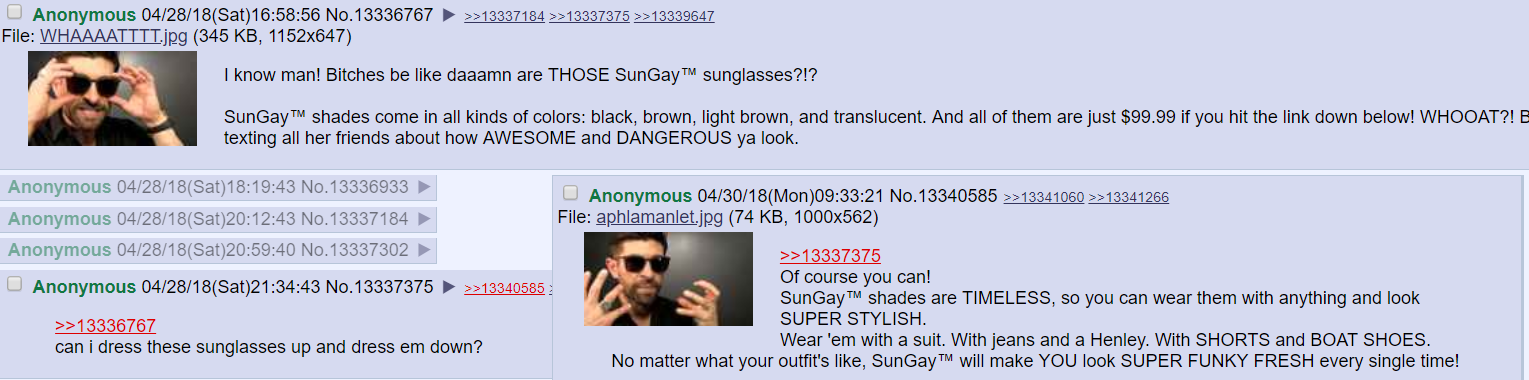 Anonymous 04/28/18(Sat)16:58:56 No.13336767 ▶ >>13337184 >>13337375 >>13339647
File: WHAAAATTTT.jpg (345 KB, 1152x647)
I know man! Bitches be like daaamn are THOSE SunGay™ sunglasses?!?
SunGay™ shades come in all kinds of colors: black, brown, light brown, and translucent. And all of them are just $99.99 if you hit the link down below! WHOOAT?! B
texting all her friends about how AWESOME and DANGEROUS ya look.
Anonymous 04/28/18(Sat)18:19:43 No.13336933 ▶
Anonymous 04/28/18(Sat)20:12:43 No.13337184 ▶
Anonymous 04/28/18(Sat)20:59:40 No.13337302 ▶
Anonymous 04/28/18(Sat)21:34:43 No.13337375 ▶ >>13340585
>>13336767
can i dress these sunglasses up and dress em down?
Anonymous 04/30/18(Mon)09:33:21 No.13340585 >>13341060 >>13341266
File: aphlamanlet.jpg (74 KB, 1000x562)
>>13337375
Of course you can!
SunGay™ shades are TIMELESS, so you can wear them with anything and look
SUPER STYLISH.
Wear 'em with a suit. With jeans and a Henley. With SHORTS and BOAT SHOES.
No matter what your outfit's like, SunGay™ will make YOU look SUPER FUNKY FRESH every single time!